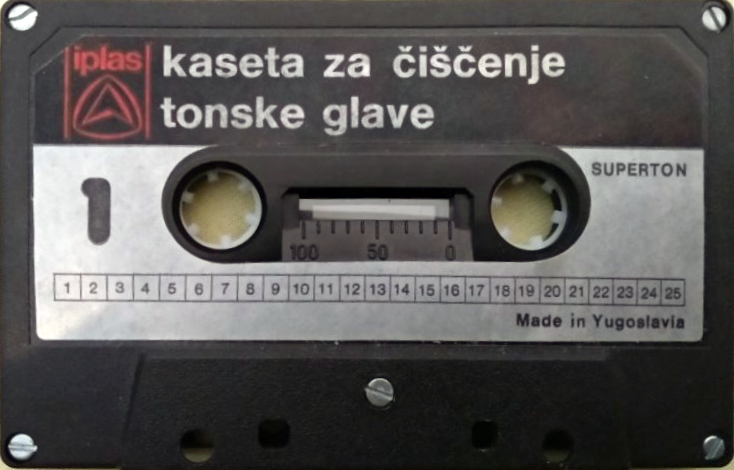 iplas
kaseta za čiščenje
tonske glave
SUPERTON
1
100 50 0
1 2 3 4 5 6 7 8 9 10 11 12 13 14 15 16 17 18 19 20 21 22 23 24 25
Made in Yugoslavia